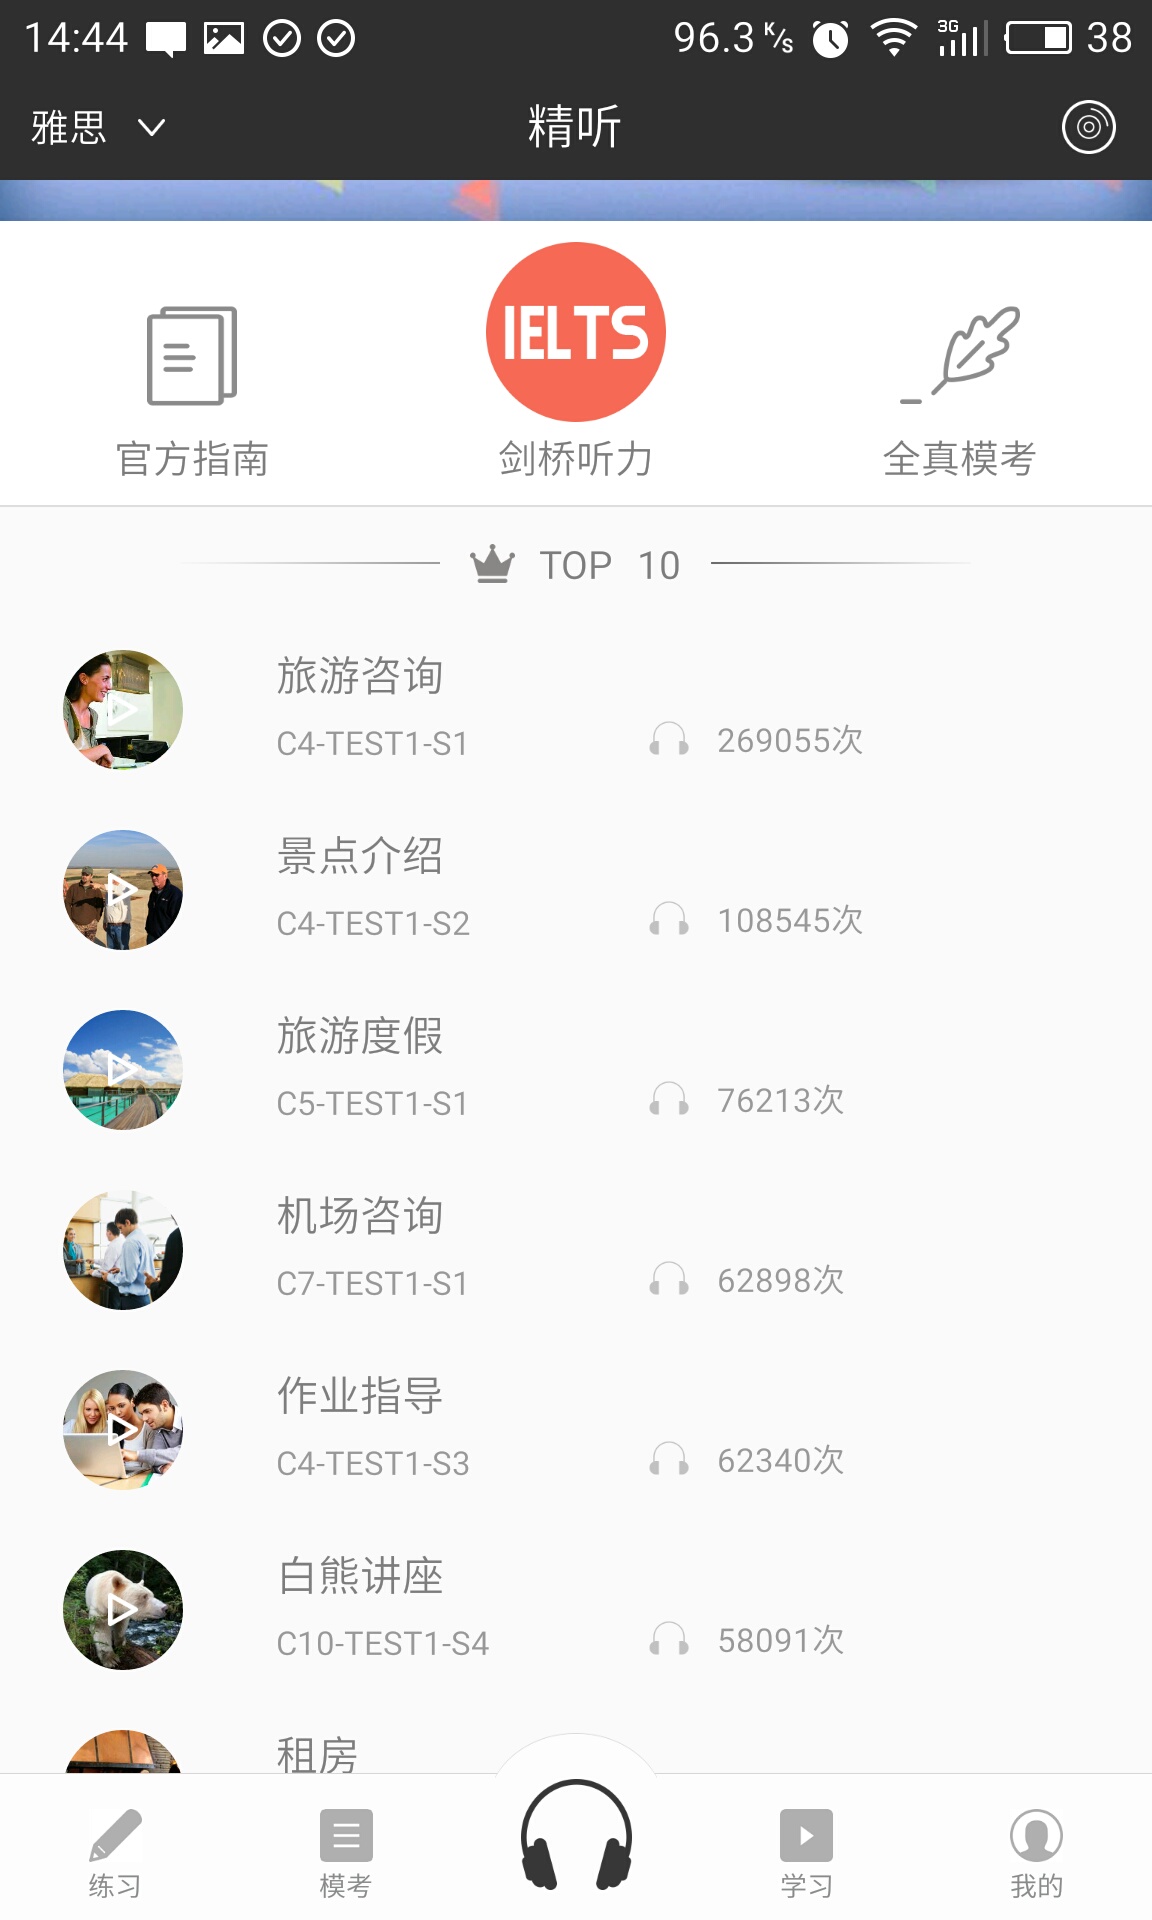 14:44 96.3 K/s 3G 38
雅思 精听
IELTS
官方指南 剑桥听力 全真模考
TOP 10
旅游咨询
C4-TEST1-S1 269055次
景点介绍
C4-TEST1-S2 108545次
旅游度假
C5-TEST1-S1 76213次
机场咨询
C7-TEST1-S1 62898次
作业指导
C4-TEST1-S3 62340次
白熊讲座
C10-TEST1-S4 58091次
租房
练习 模考 学习 我的